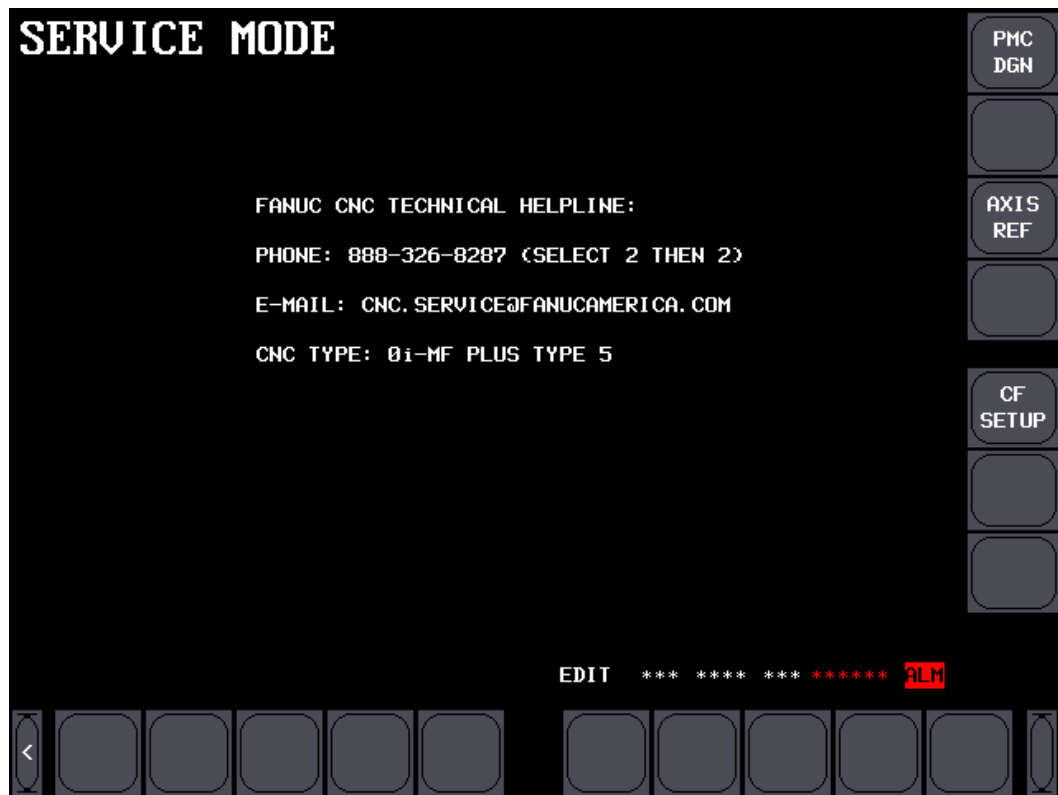 SERVICE MODE
PMC
DGN
FANUC CNC TECHNICAL HELPLINE:
AXIS
REF
PHONE: 888-326-8287 (SELECT 2 THEN 2)
E-MAIL: CNC.SERVICE@FANUCAMERICA.COM
CNC TYPE: 0i-MF PLUS TYPE 5
CF
SETUP
EDIT *** **** *** ****** ALM
<